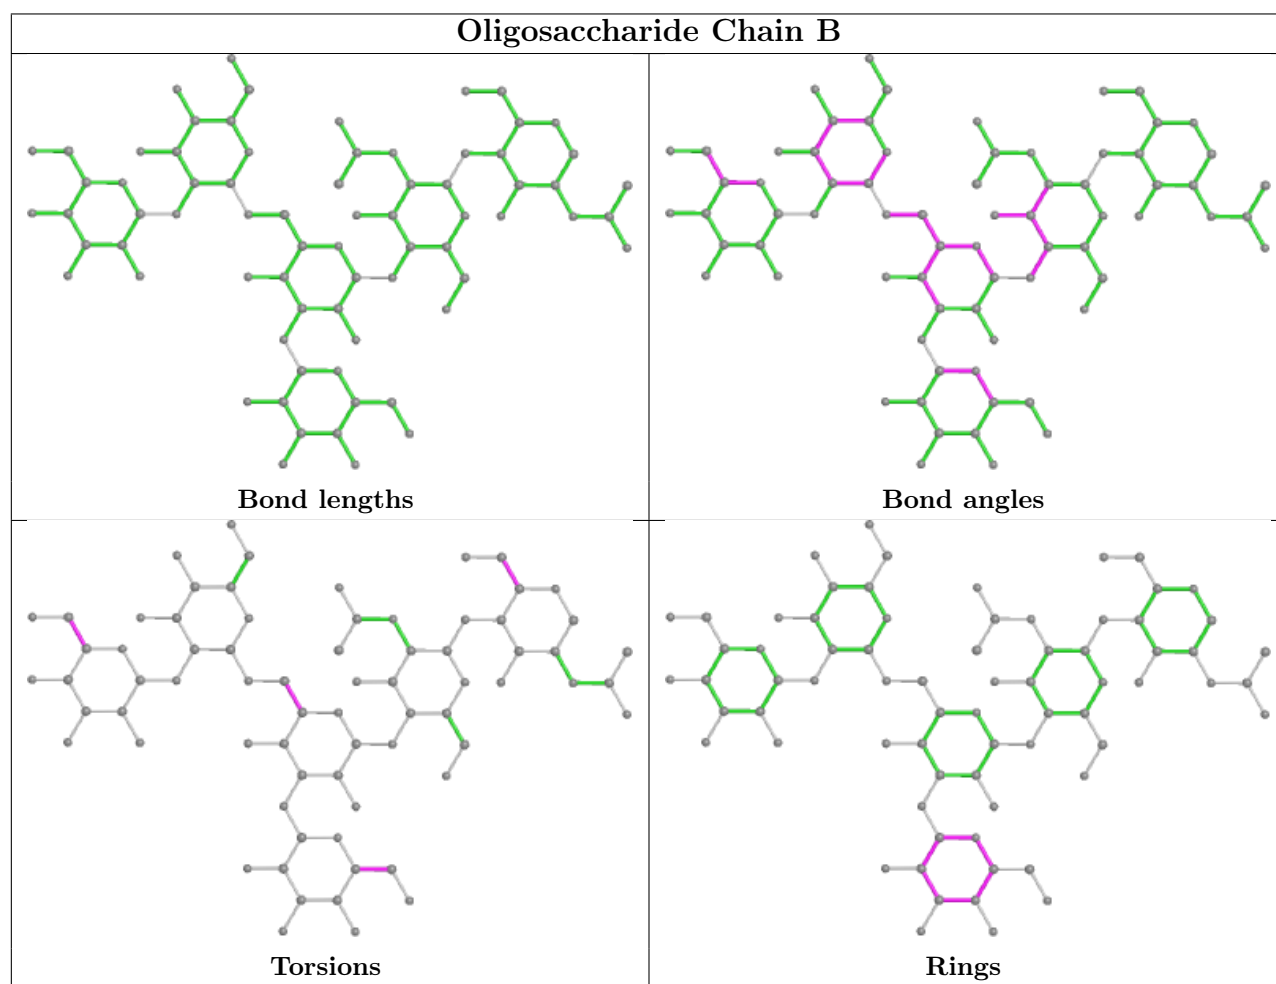 Oligosaccharide Chain B
Bond lengths
Bond angles
Torsions
Rings